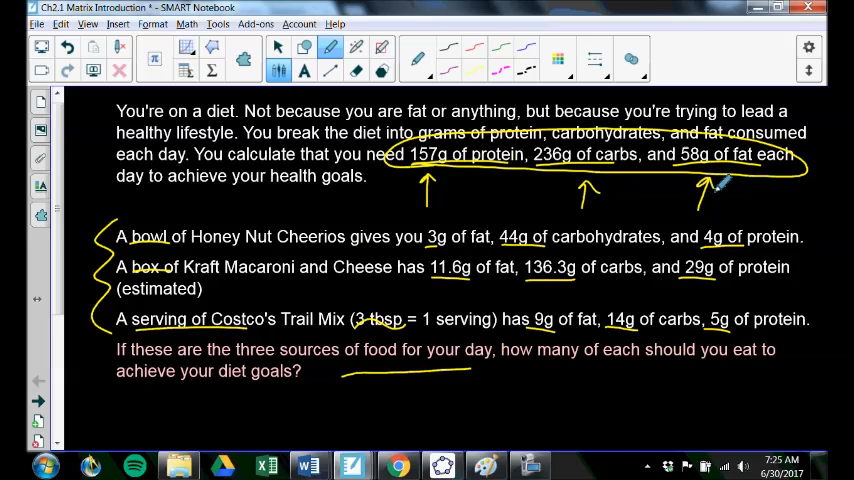 Ch2.1 Matrix Introduction * - SMART Notebook
File Edit View Insert Format Math Tools Add-ons Account Help
You're on a diet. Not because you are fat or anything, but because you're trying to lead a
healthy lifestyle. You break the diet into grams of protein, carbohydrates, and fat consumed
each day. You calculate that you need 157g of protein, 236g of carbs, and 58g of fat each
day to achieve your health goals.
A bowl of Honey Nut Cheerios gives you 3g of fat, 44g of carbohydrates, and 4g of protein.
A box of Kraft Macaroni and Cheese has 11.6g of fat, 136.3g of carbs, and 29g of protein
(estimated)
A serving of Costco's Trail Mix (3 tbsp = 1 serving) has 9g of fat, 14g of carbs, 5g of protein.
If these are the three sources of food for your day, how many of each should you eat to
achieve your diet goals?
7:25 AM
6/30/2017